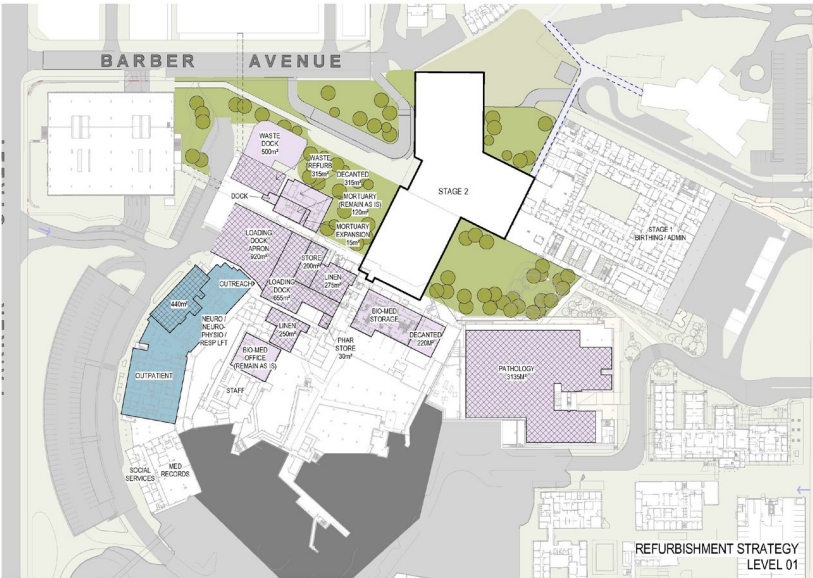 BARBER AVENUE
WASTE
DOCK
500m²
WASTE
REFURB
315m²
DECANTED
315m²
MORTUARY
(REMAIN AS IS)
120m²
MORTUARY
EXPANSION
15m²
DOCK
STAGE 2
STAGE 1
BIRTHING / ADMIN
LOADING
DOCK
APRON
920m²
STORE
200m²
LINEN
275m²
LOADING
DOCK
655m²
OUTREACH
440m²
NEURO /
NEURO-
PHYSIO /
RESP LFT
LINEN
250m²
BIO-MED
STORAGE
DECANTED
220M²
PHAR
STORE
30m²
BIO-MED
OFFICE
(REMAIN AS IS)
OUTPATIENT
STAFF
PATHOLOGY
3135M²
SOCIAL
SERVICES
MED
RECORDS
REFURBISHMENT STRATEGY
LEVEL 01